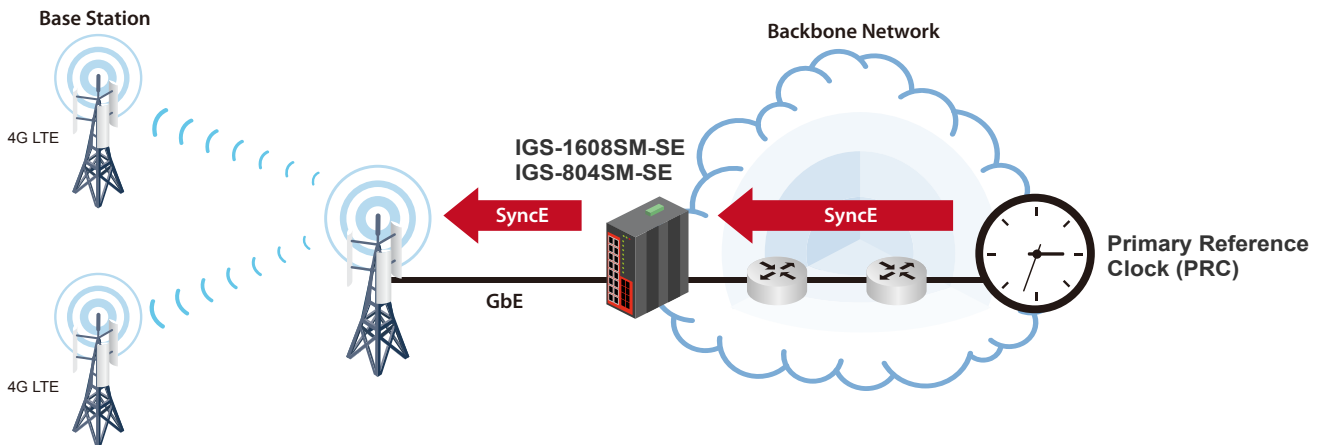 Base Station
Backbone Network
4G LTE
IGS-1608SM-SE
IGS-804SM-SE
SyncE
SyncE
Primary Reference
Clock (PRC)
GbE
4G LTE